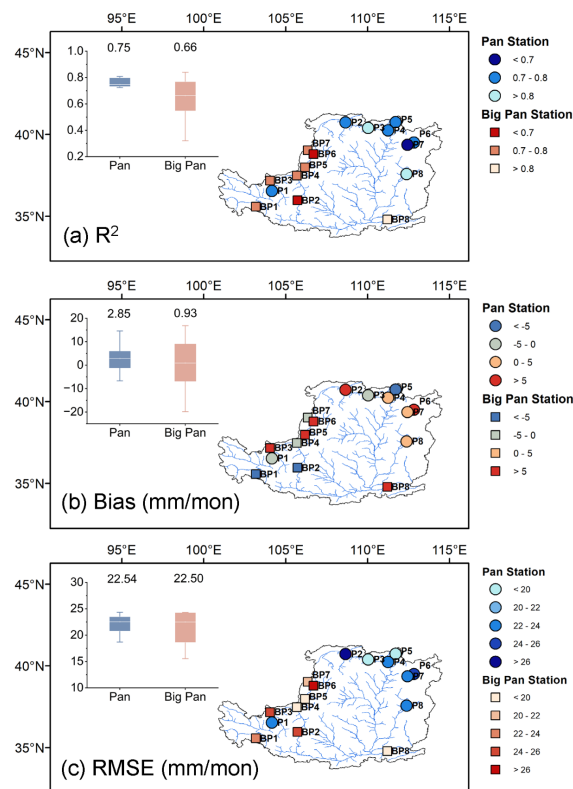 95°E 100°E 105°E 110°E 115°E
0.75 0.66
1.0
0.8
0.6
0.4
0.2
Pan Big Pan
40°N
35°N
P1 P2 P3 P4 P5 P6 P7 P8
BP1 BP2 BP3 BP4 BP5 BP6 BP7 BP8
(a) R²
Pan Station
< 0.7
0.7 - 0.8
> 0.8
Big Pan Station
< 0.7
0.7 - 0.8
> 0.8
95°E 100°E 105°E 110°E 115°E
2.85 0.93
20
10
0
−10
−20
Pan Big Pan
45°N
40°N
35°N
P1 P2 P3 P4 P5 P6 P7 P8
BP1 BP2 BP3 BP4 BP5 BP6 BP7 BP8
(b) Bias (mm/mon)
Pan Station
< -5
-5 - 0
0 - 5
> 5
Big Pan Station
< -5
-5 - 0
0 - 5
> 5
95°E 100°E 105°E 110°E 115°E
22.54 22.50
30
25
20
15
10
Pan Big Pan
45°N
40°N
35°N
P1 P2 P3 P4 P5 P6 P7 P8
BP1 BP2 BP3 BP4 BP5 BP6 BP7 BP8
(c) RMSE (mm/mon)
Pan Station
< 20
20 - 22
22 - 24
24 - 26
> 26
Big Pan Station
< 20
20 - 22
22 - 24
24 - 26
> 26
95°E 100°E 105°E 110°E 115°E
45°N